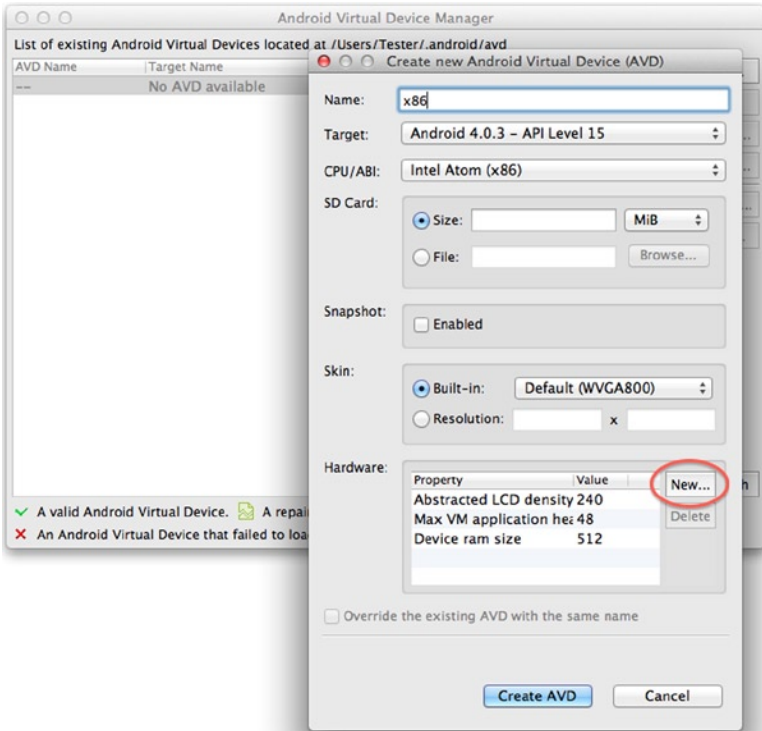 Android Virtual Device Manager
List of existing Android Virtual Devices located at /Users/Tester/.android/avd
AVD Name Target Name
-- No AVD available
A valid Android Virtual Device. A repai
An Android Virtual Device that failed to loa
h
Create new Android Virtual Device (AVD)
Name: x86
Target: Android 4.0.3 - API Level 15
CPU/ABI: Intel Atom (x86)
SD Card:
Size: MiB
File: Browse...
Snapshot:
Enabled
Skin:
Built-in: Default (WVGA800)
Resolution: x
Hardware:
Property Value
New...
Abstracted LCD density 240
Max VM application hea 48
Delete
Device ram size 512
Override the existing AVD with the same name
Create AVD Cancel